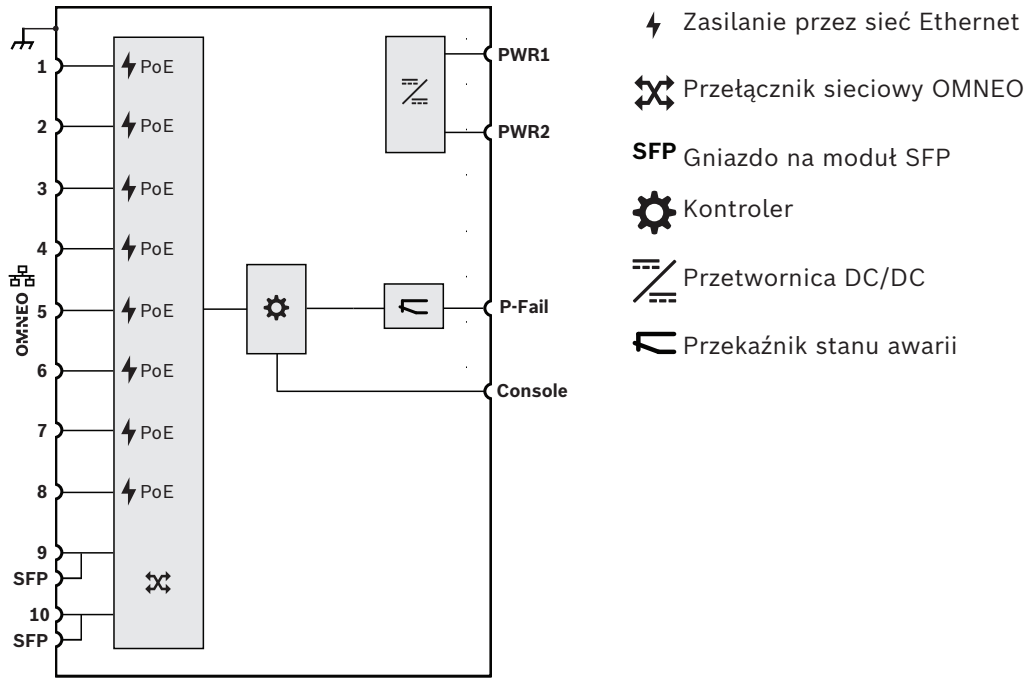 1 PoE
2 PoE
3 PoE
4 PoE
5 PoE
6 PoE
7 PoE
8 PoE
9
SFP
10
SFP
OMNEO
PWR1
PWR2
P-Fail
Console
Zasilanie przez sieć Ethernet
Przełącznik sieciowy OMNEO
SFP Gniazdo na moduł SFP
Kontroler
Przetwornica DC/DC
Przekaźnik stanu awarii